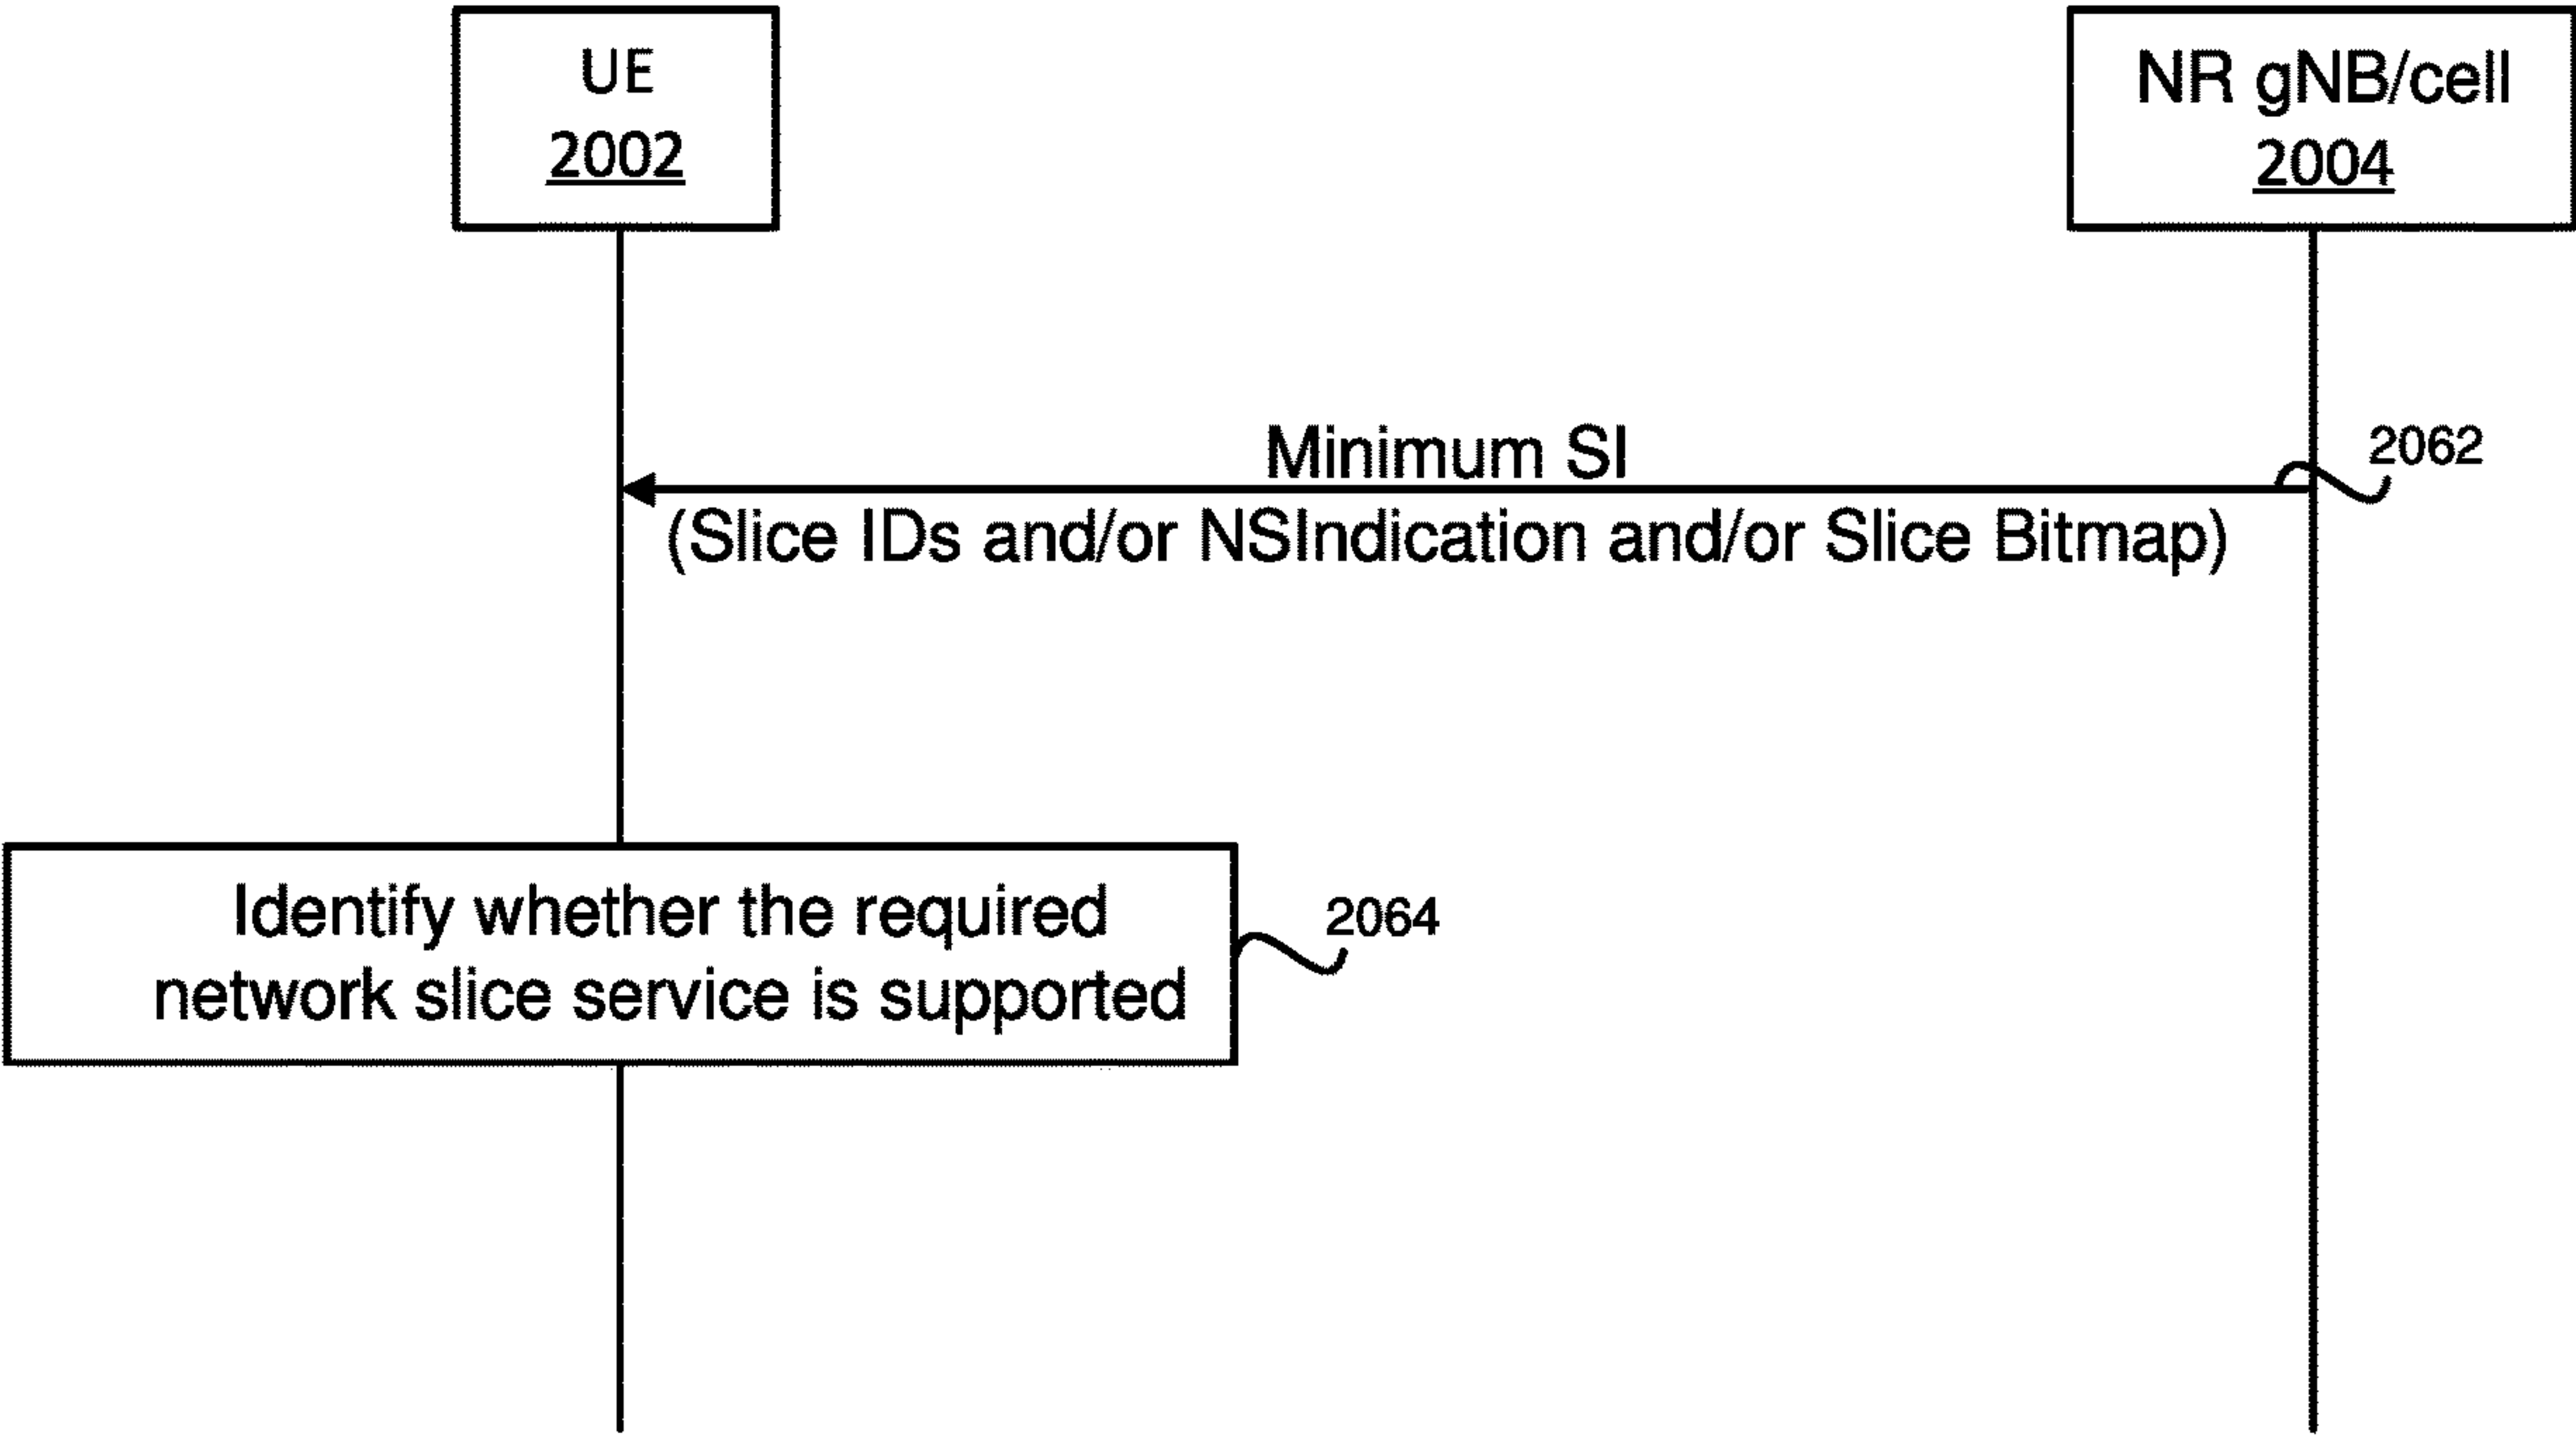 UE
2002
NR gNB/cell
2004
Minimum SI
2062
(Slice IDs and/or NSIndication and/or Slice Bitmap)
Identify whether the required
network slice service is supported
2064